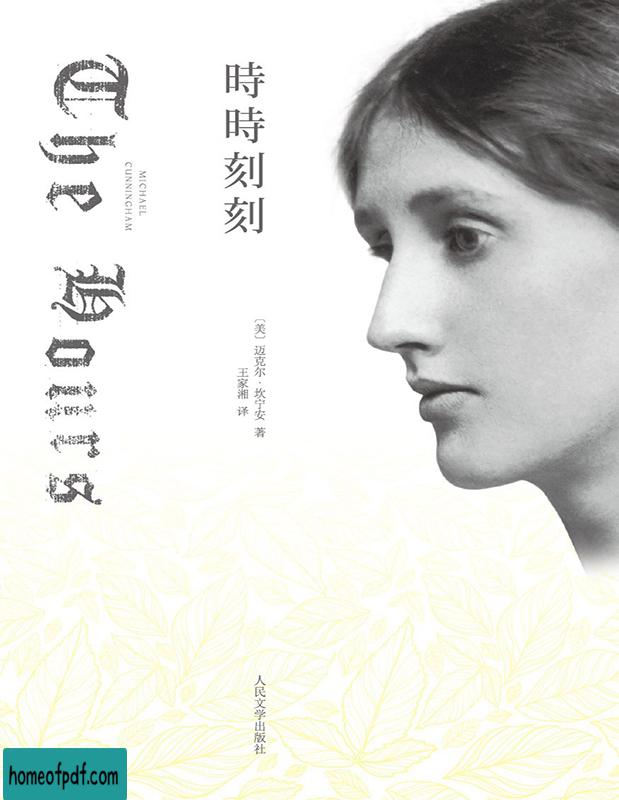 The Hours
MICHAEL
CUNNINGHAM
時時刻刻
〔美〕迈克尔·坎宁安 著
王家湘 译
人民文学出版社
homeofpdf.com